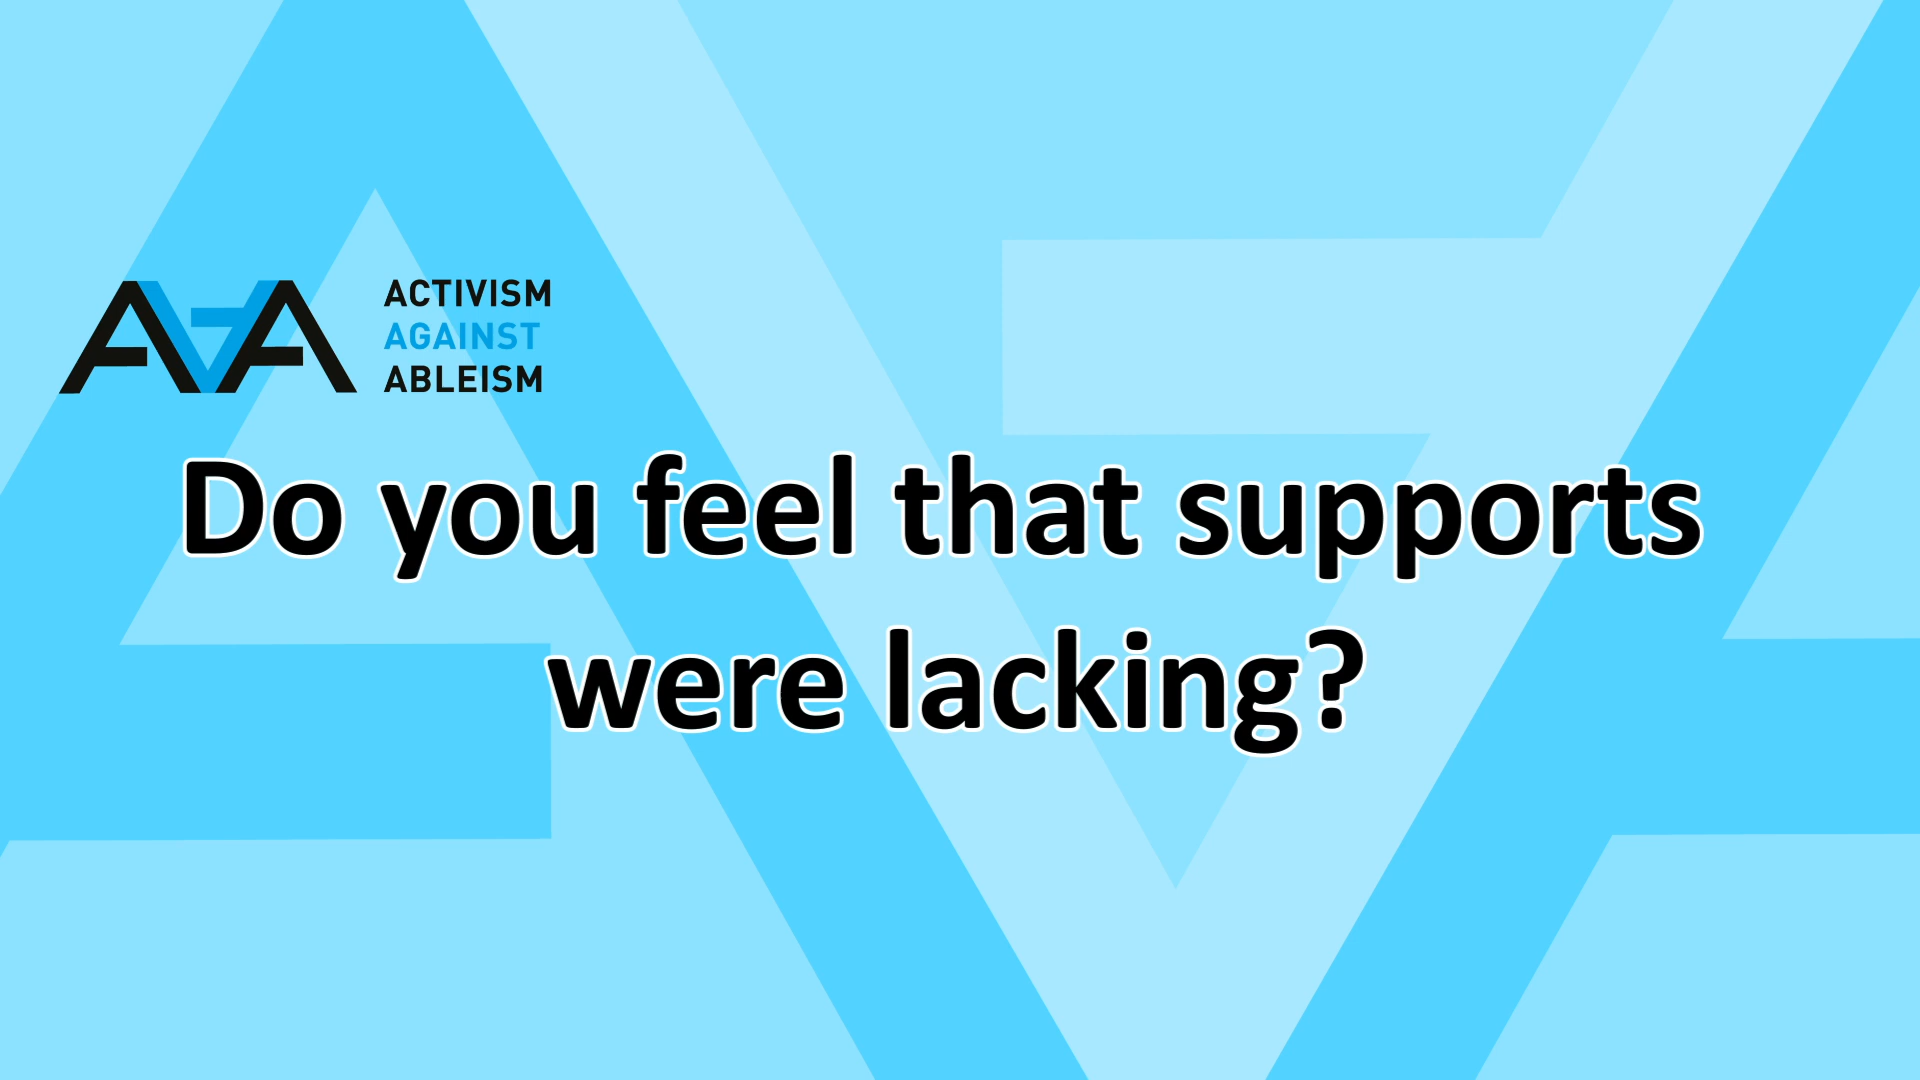 ACTIVISM
AGAINST
ABLEISM
Do you feel that supports
were lacking?